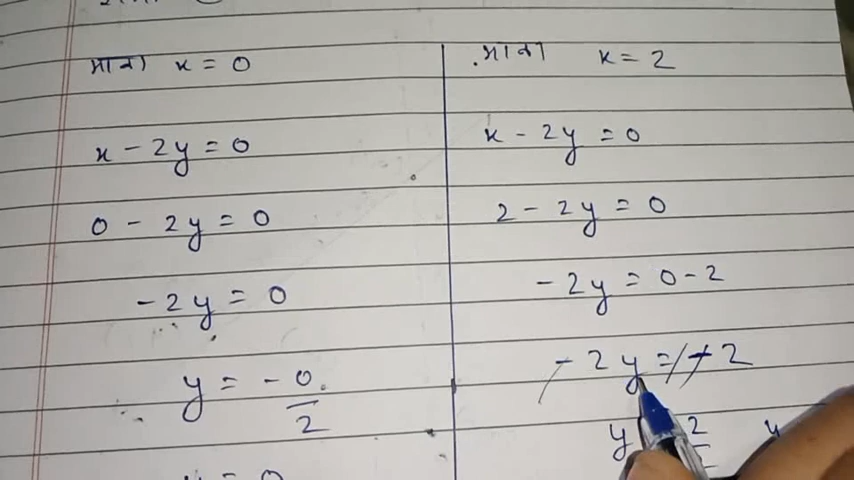 माना x = 0
x - 2y = 0
0 - 2y = 0
- 2y = 0
y = - 0/2
माना x = 2
x - 2y = 0
2 - 2y = 0
- 2y = 0 - 2
- 2y = - 2
y